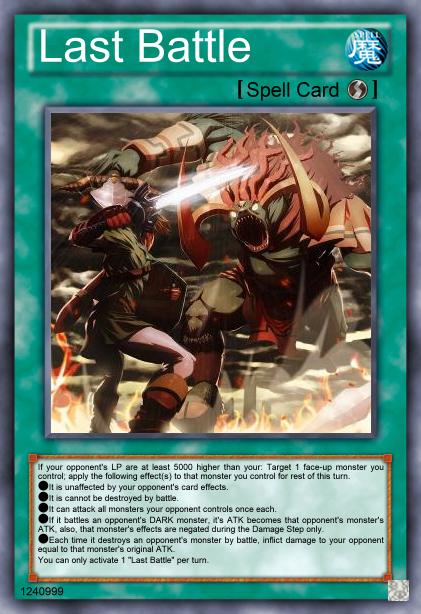 Last Battle
SPELL
魔
[ Spell Card ]
If your opponent's LP are at least 5000 higher than your: Target 1 face-up monster you
control; apply the following effect(s) to that monster you control for rest of this turn.
●It is unaffected by your opponent's card effects.
●It is cannot be destroyed by battle.
●It can attack all monsters your opponent controls once each.
●If it battles an opponent's DARK monster, it's ATK becomes that opponent's monster's
ATK, also, that monster's effects are negated during the Damage Step only.
●Each time it destroys an opponent's monster by battle, inflict damage to your opponent
equal to that monster's original ATK.
You can only activate 1 "Last Battle" per turn.
1240999